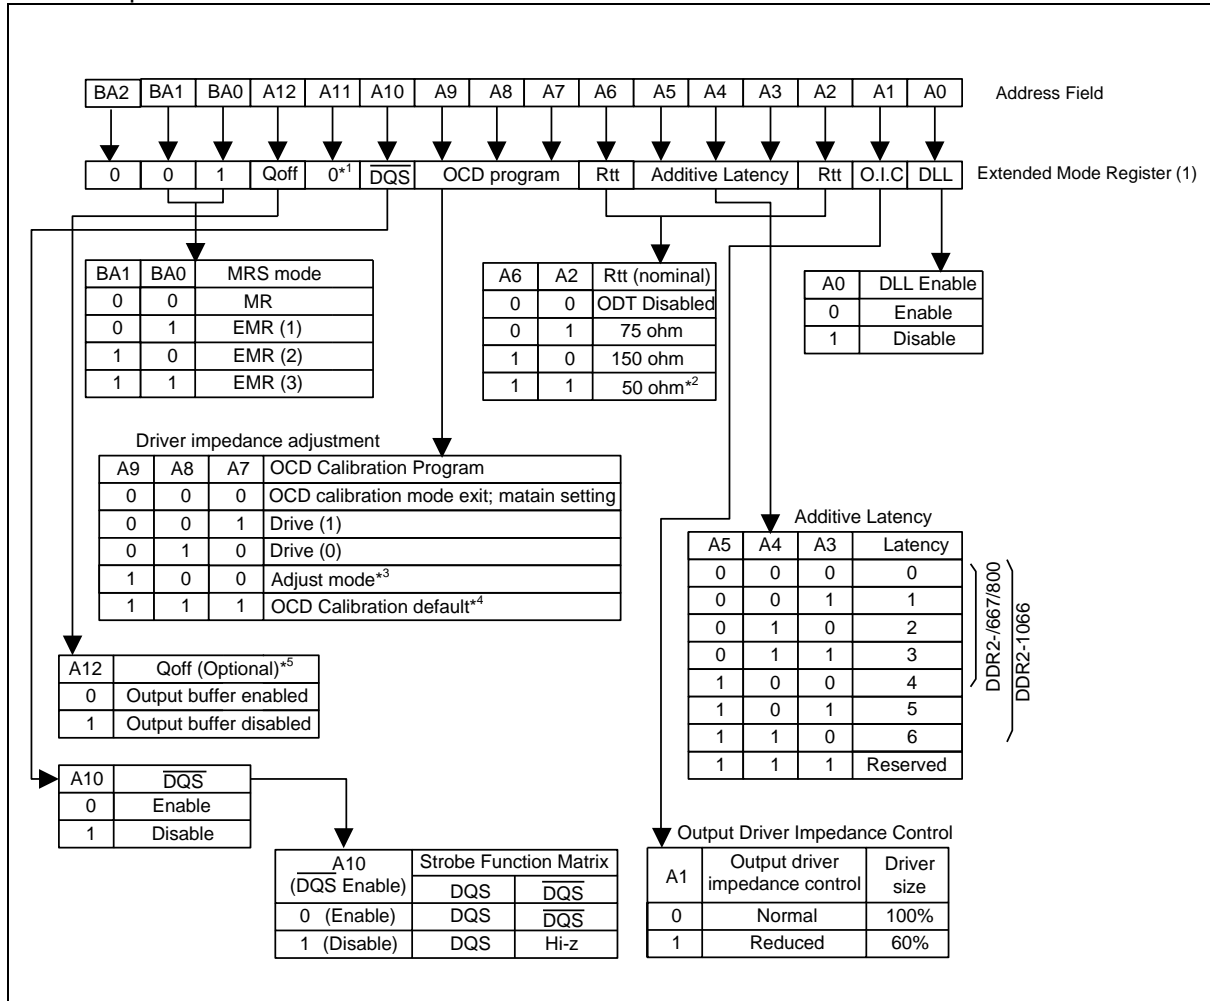 BA2 BA1 BA0 A12 A11 A10 A9 A8 A7 A6 A5 A4 A3 A2 A1 A0 Address Field
0 0 1 Qoff 0*1 DQS OCD program Rtt Additive Latency Rtt O.I.C DLL Extended Mode Register (1)
BA1 BA0 MRS mode
0 0 MR
0 1 EMR (1)
1 0 EMR (2)
1 1 EMR (3)
A6 A2 Rtt (nominal)
0 0 ODT Disabled
0 1 75 ohm
1 0 150 ohm
1 1 50 ohm*2
A0 DLL Enable
0 Enable
1 Disable
Driver impedance adjustment
A9 A8 A7 OCD Calibration Program
0 0 0 OCD calibration mode exit; matain setting
0 0 1 Drive (1)
0 1 0 Drive (0)
1 0 0 Adjust mode*3
1 1 1 OCD Calibration default*4
Additive Latency
A5 A4 A3 Latency
0 0 0 0
0 0 1 1
0 1 0 2
0 1 1 3
1 0 0 4
1 0 1 5
1 1 0 6
1 1 1 Reserved
DDR2-/667/800
DDR2-1066
A12 Qoff (Optional)*5
0 Output buffer enabled
1 Output buffer disabled
A10 DQS
0 Enable
1 Disable
A10 (DQS Enable) Strobe Function Matrix
DQS DQS
0 (Enable) DQS DQS
1 (Disable) DQS Hi-z
Output Driver Impedance Control
A1 Output driver impedance control Driver size
0 Normal 100%
1 Reduced 60%